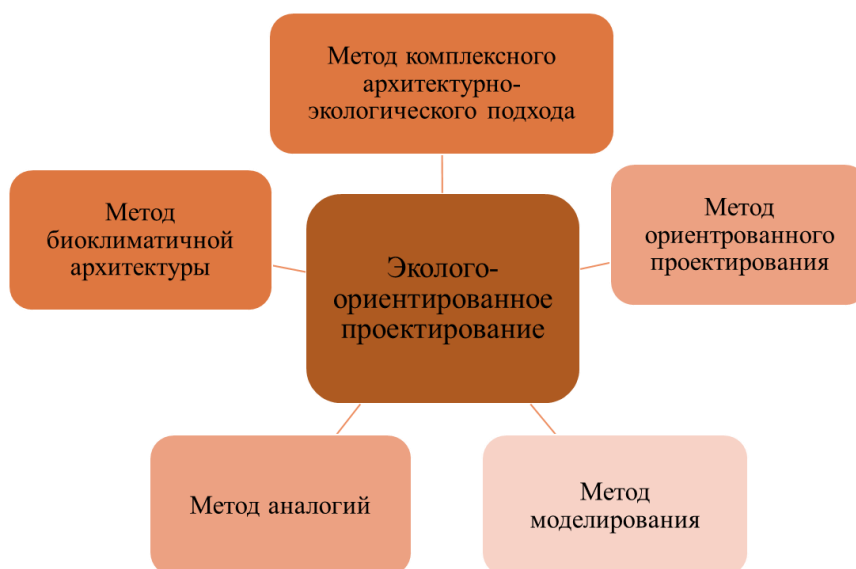 Метод комплексного
архитектурно-
экологического подхода
Метод
биоклиматичной
архитектуры
Метод
ориентрованного
проектирования
Эколого-
ориентированное
проектирование
Метод аналогий
Метод
моделирования